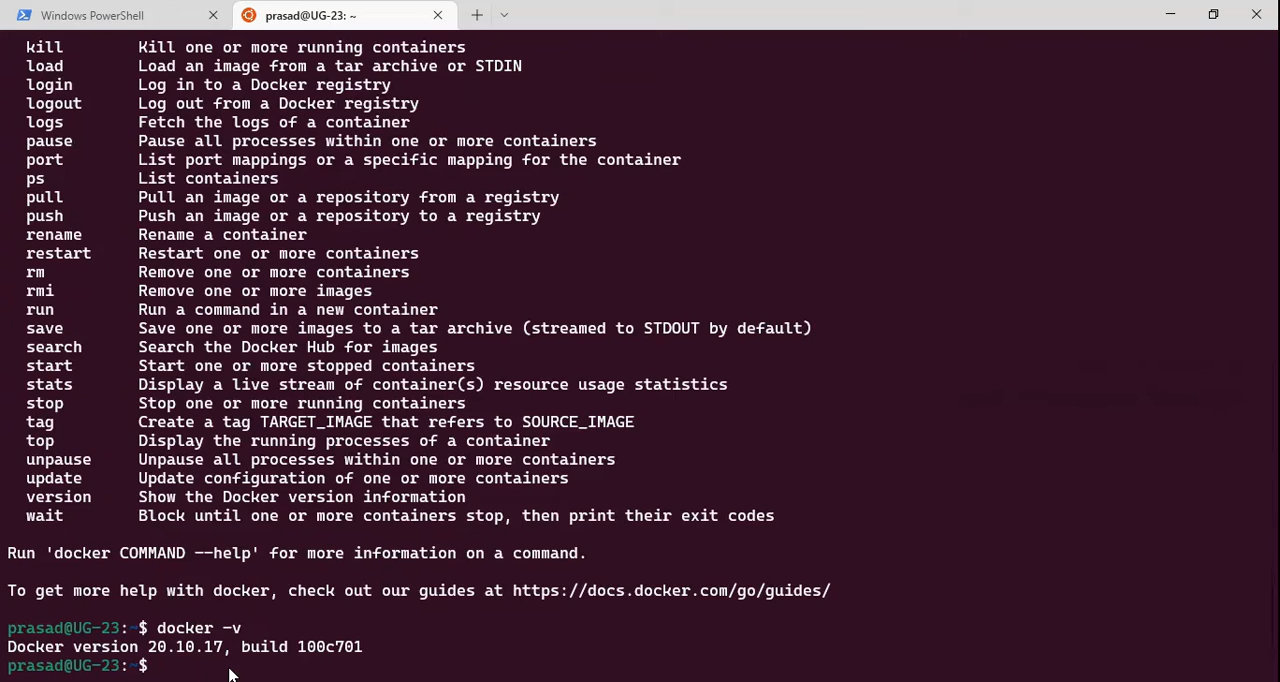 Windows PowerShell
prasad@UG-23: ~
kill Kill one or more running containers
load Load an image from a tar archive or STDIN
login Log in to a Docker registry
logout Log out from a Docker registry
logs Fetch the logs of a container
pause Pause all processes within one or more containers
port List port mappings or a specific mapping for the container
ps List containers
pull Pull an image or a repository from a registry
push Push an image or a repository to a registry
rename Rename a container
restart Restart one or more containers
rm Remove one or more containers
rmi Remove one or more images
run Run a command in a new container
save Save one or more images to a tar archive (streamed to STDOUT by default)
search Search the Docker Hub for images
start Start one or more stopped containers
stats Display a live stream of container(s) resource usage statistics
stop Stop one or more running containers
tag Create a tag TARGET_IMAGE that refers to SOURCE_IMAGE
top Display the running processes of a container
unpause Unpause all processes within one or more containers
update Update configuration of one or more containers
version Show the Docker version information
wait Block until one or more containers stop, then print their exit codes
Run 'docker COMMAND --help' for more information on a command.
To get more help with docker, check out our guides at https://docs.docker.com/go/guides/
prasad@UG-23:~$ docker -v
Docker version 20.10.17, build 100c701
prasad@UG-23:~$